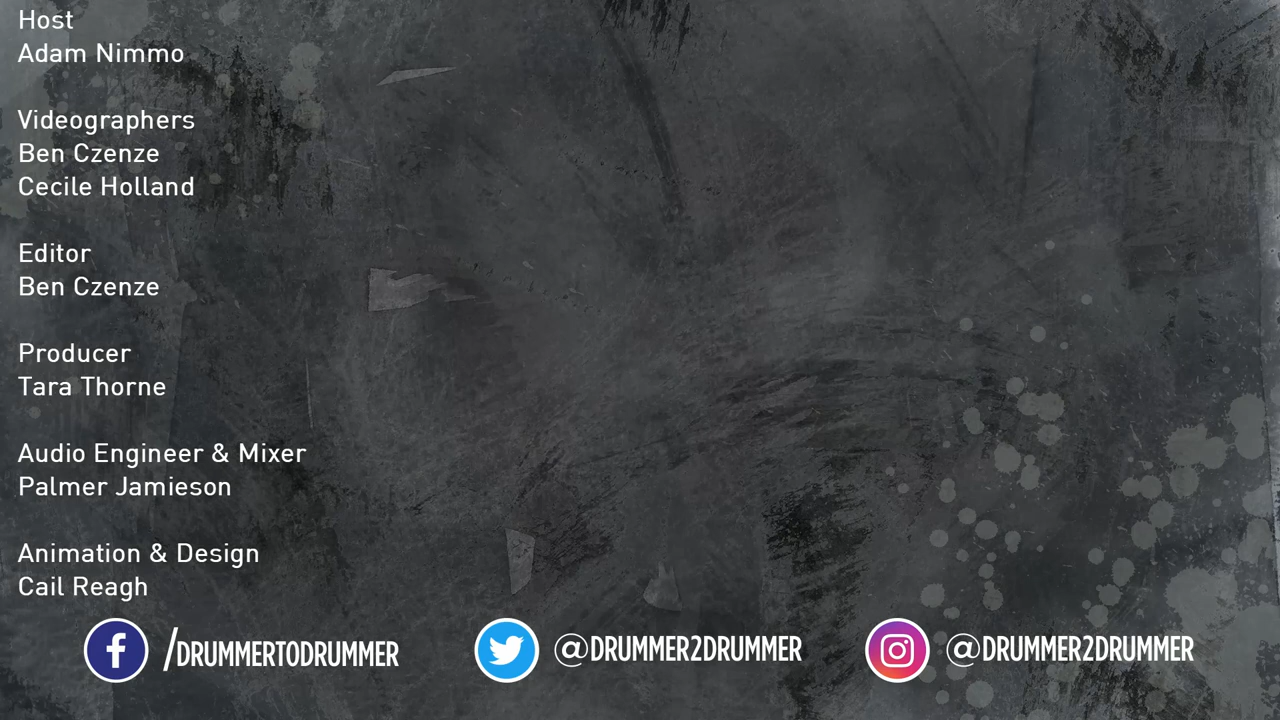 Host
Adam Nimmo
Videographers
Ben Czenze
Cecile Holland
Editor
Ben Czenze
Producer
Tara Thorne
Audio Engineer & Mixer
Palmer Jamieson
Animation & Design
Cail Reagh
/DRUMMERTODRUMMER
@DRUMMER2DRUMMER
@DRUMMER2DRUMMER